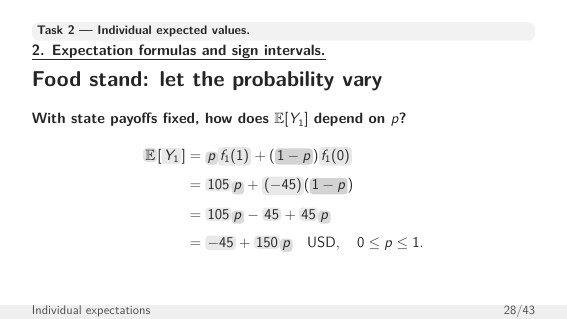 Task 2 — Individual expected values.
2. Expectation formulas and sign intervals.
Food stand: let the probability vary
With state payoffs fixed, how does 𝔼[Y₁] depend on p?
𝔼[Y₁] = p f₁(1) + (1 − p) f₁(0)
= 105 p + (−45)(1 − p)
= 105 p − 45 + 45 p
= −45 + 150 p USD, 0 ≤ p ≤ 1.
Individual expectations
28/43